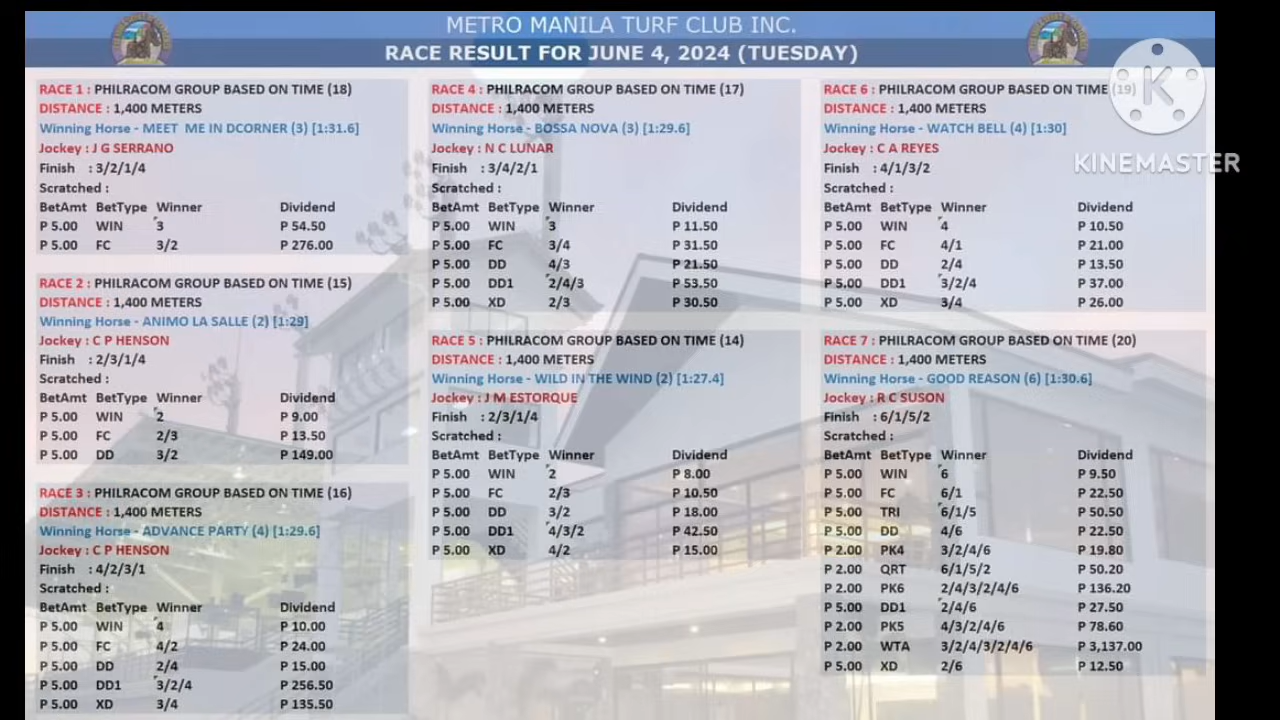 METRO MANILA TURF CLUB INC.
RACE RESULT FOR JUNE 4, 2024 (TUESDAY)
RACE 1 : PHILRACOM GROUP BASED ON TIME (18)
DISTANCE : 1,400 METERS
Winning Horse - MEET ME IN DCORNER (3) [1:31.6]
Jockey : J G SERRANO
Finish : 3/2/1/4
Scratched :
BetAmt BetType Winner Dividend
P 5.00 WIN 3 P 54.50
P 5.00 FC 3/2 P 276.00
RACE 2 : PHILRACOM GROUP BASED ON TIME (15)
DISTANCE : 1,400 METERS
Winning Horse - ANIMO LA SALLE (2) [1:29]
Jockey : C P HENSON
Finish : 2/3/1/4
Scratched :
BetAmt BetType Winner Dividend
P 5.00 WIN 2 P 9.00
P 5.00 FC 2/3 P 13.50
P 5.00 DD 3/2 P 149.00
RACE 3 : PHILRACOM GROUP BASED ON TIME (16)
DISTANCE : 1,400 METERS
Winning Horse - ADVANCE PARTY (4) [1:29.6]
Jockey : C P HENSON
Finish : 4/2/3/1
Scratched :
BetAmt BetType Winner Dividend
P 5.00 WIN 4 P 10.00
P 5.00 FC 4/2 P 24.00
P 5.00 DD 2/4 P 15.00
P 5.00 DD1 3/2/4 P 256.50
P 5.00 XD 3/4 P 135.50
RACE 4 : PHILRACOM GROUP BASED ON TIME (17)
DISTANCE : 1,400 METERS
Winning Horse - BOSSA NOVA (3) [1:29.6]
Jockey : N C LUNAR
Finish : 3/4/2/1
Scratched :
BetAmt BetType Winner Dividend
P 5.00 WIN 3 P 11.50
P 5.00 FC 3/4 P 31.50
P 5.00 DD 4/3 P 21.50
P 5.00 DD1 2/4/3 P 53.50
P 5.00 XD 2/3 P 30.50
RACE 5 : PHILRACOM GROUP BASED ON TIME (14)
DISTANCE : 1,400 METERS
Winning Horse - WILD IN THE WIND (2) [1:27.4]
Jockey : J M ESTORQUE
Finish : 2/3/1/4
Scratched :
BetAmt BetType Winner Dividend
P 5.00 WIN 2 P 8.00
P 5.00 FC 2/3 P 10.50
P 5.00 DD 3/2 P 18.00
P 5.00 DD1 4/3/2 P 42.50
P 5.00 XD 4/2 P 15.00
RACE 6 : PHILRACOM GROUP BASED ON TIME (19)
DISTANCE : 1,400 METERS
Winning Horse - WATCH BELL (4) [1:30]
Jockey : C A REYES
Finish : 4/1/3/2
Scratched :
BetAmt BetType Winner Dividend
P 5.00 WIN 4 P 10.50
P 5.00 FC 4/1 P 21.00
P 5.00 DD 2/4 P 13.50
P 5.00 DD1 3/2/4 P 37.00
P 5.00 XD 3/4 P 26.00
RACE 7 : PHILRACOM GROUP BASED ON TIME (20)
DISTANCE : 1,400 METERS
Winning Horse - GOOD REASON (6) [1:30.6]
Jockey : R C SUSON
Finish : 6/1/5/2
Scratched :
BetAmt BetType Winner Dividend
P 5.00 WIN 6 P 9.50
P 5.00 FC 6/1 P 22.50
P 5.00 TRI 6/1/5 P 50.50
P 5.00 DD 4/6 P 22.50
P 2.00 PK4 3/2/4/6 P 19.80
P 2.00 QRT 6/1/5/2 P 50.20
P 2.00 PK6 2/4/3/2/4/6 P 136.20
P 5.00 DD1 2/4/6 P 27.50
P 2.00 PK5 4/3/2/4/6 P 78.60
P 2.00 WTA 3/2/4/3/2/4/6 P 3,137.00
P 5.00 XD 2/6 P 12.50
K
KINEMASTER